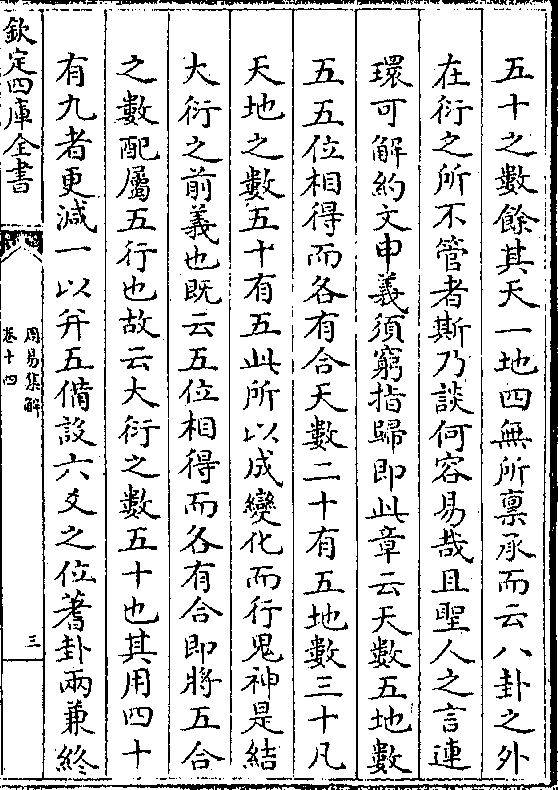 五十之數餘其天一地四無所稟承而云八卦之外
在衍之所不管者斯乃談何容易哉且聖人之言連
環可解約文申義須窮指歸即此章云天數五地數
五五位相得而各有合天數二十有五地數三十凡
天地之數五十有五此所以成變化而行鬼神是結
大衍之前義也既云五位相得而各有合即將五合
之數配屬五行也故云大衍之數五十也其用四十
有九者更減一以并五備設六爻之位蓍卦兩兼終
欽定四庫全書
周易集解
卷十四
三